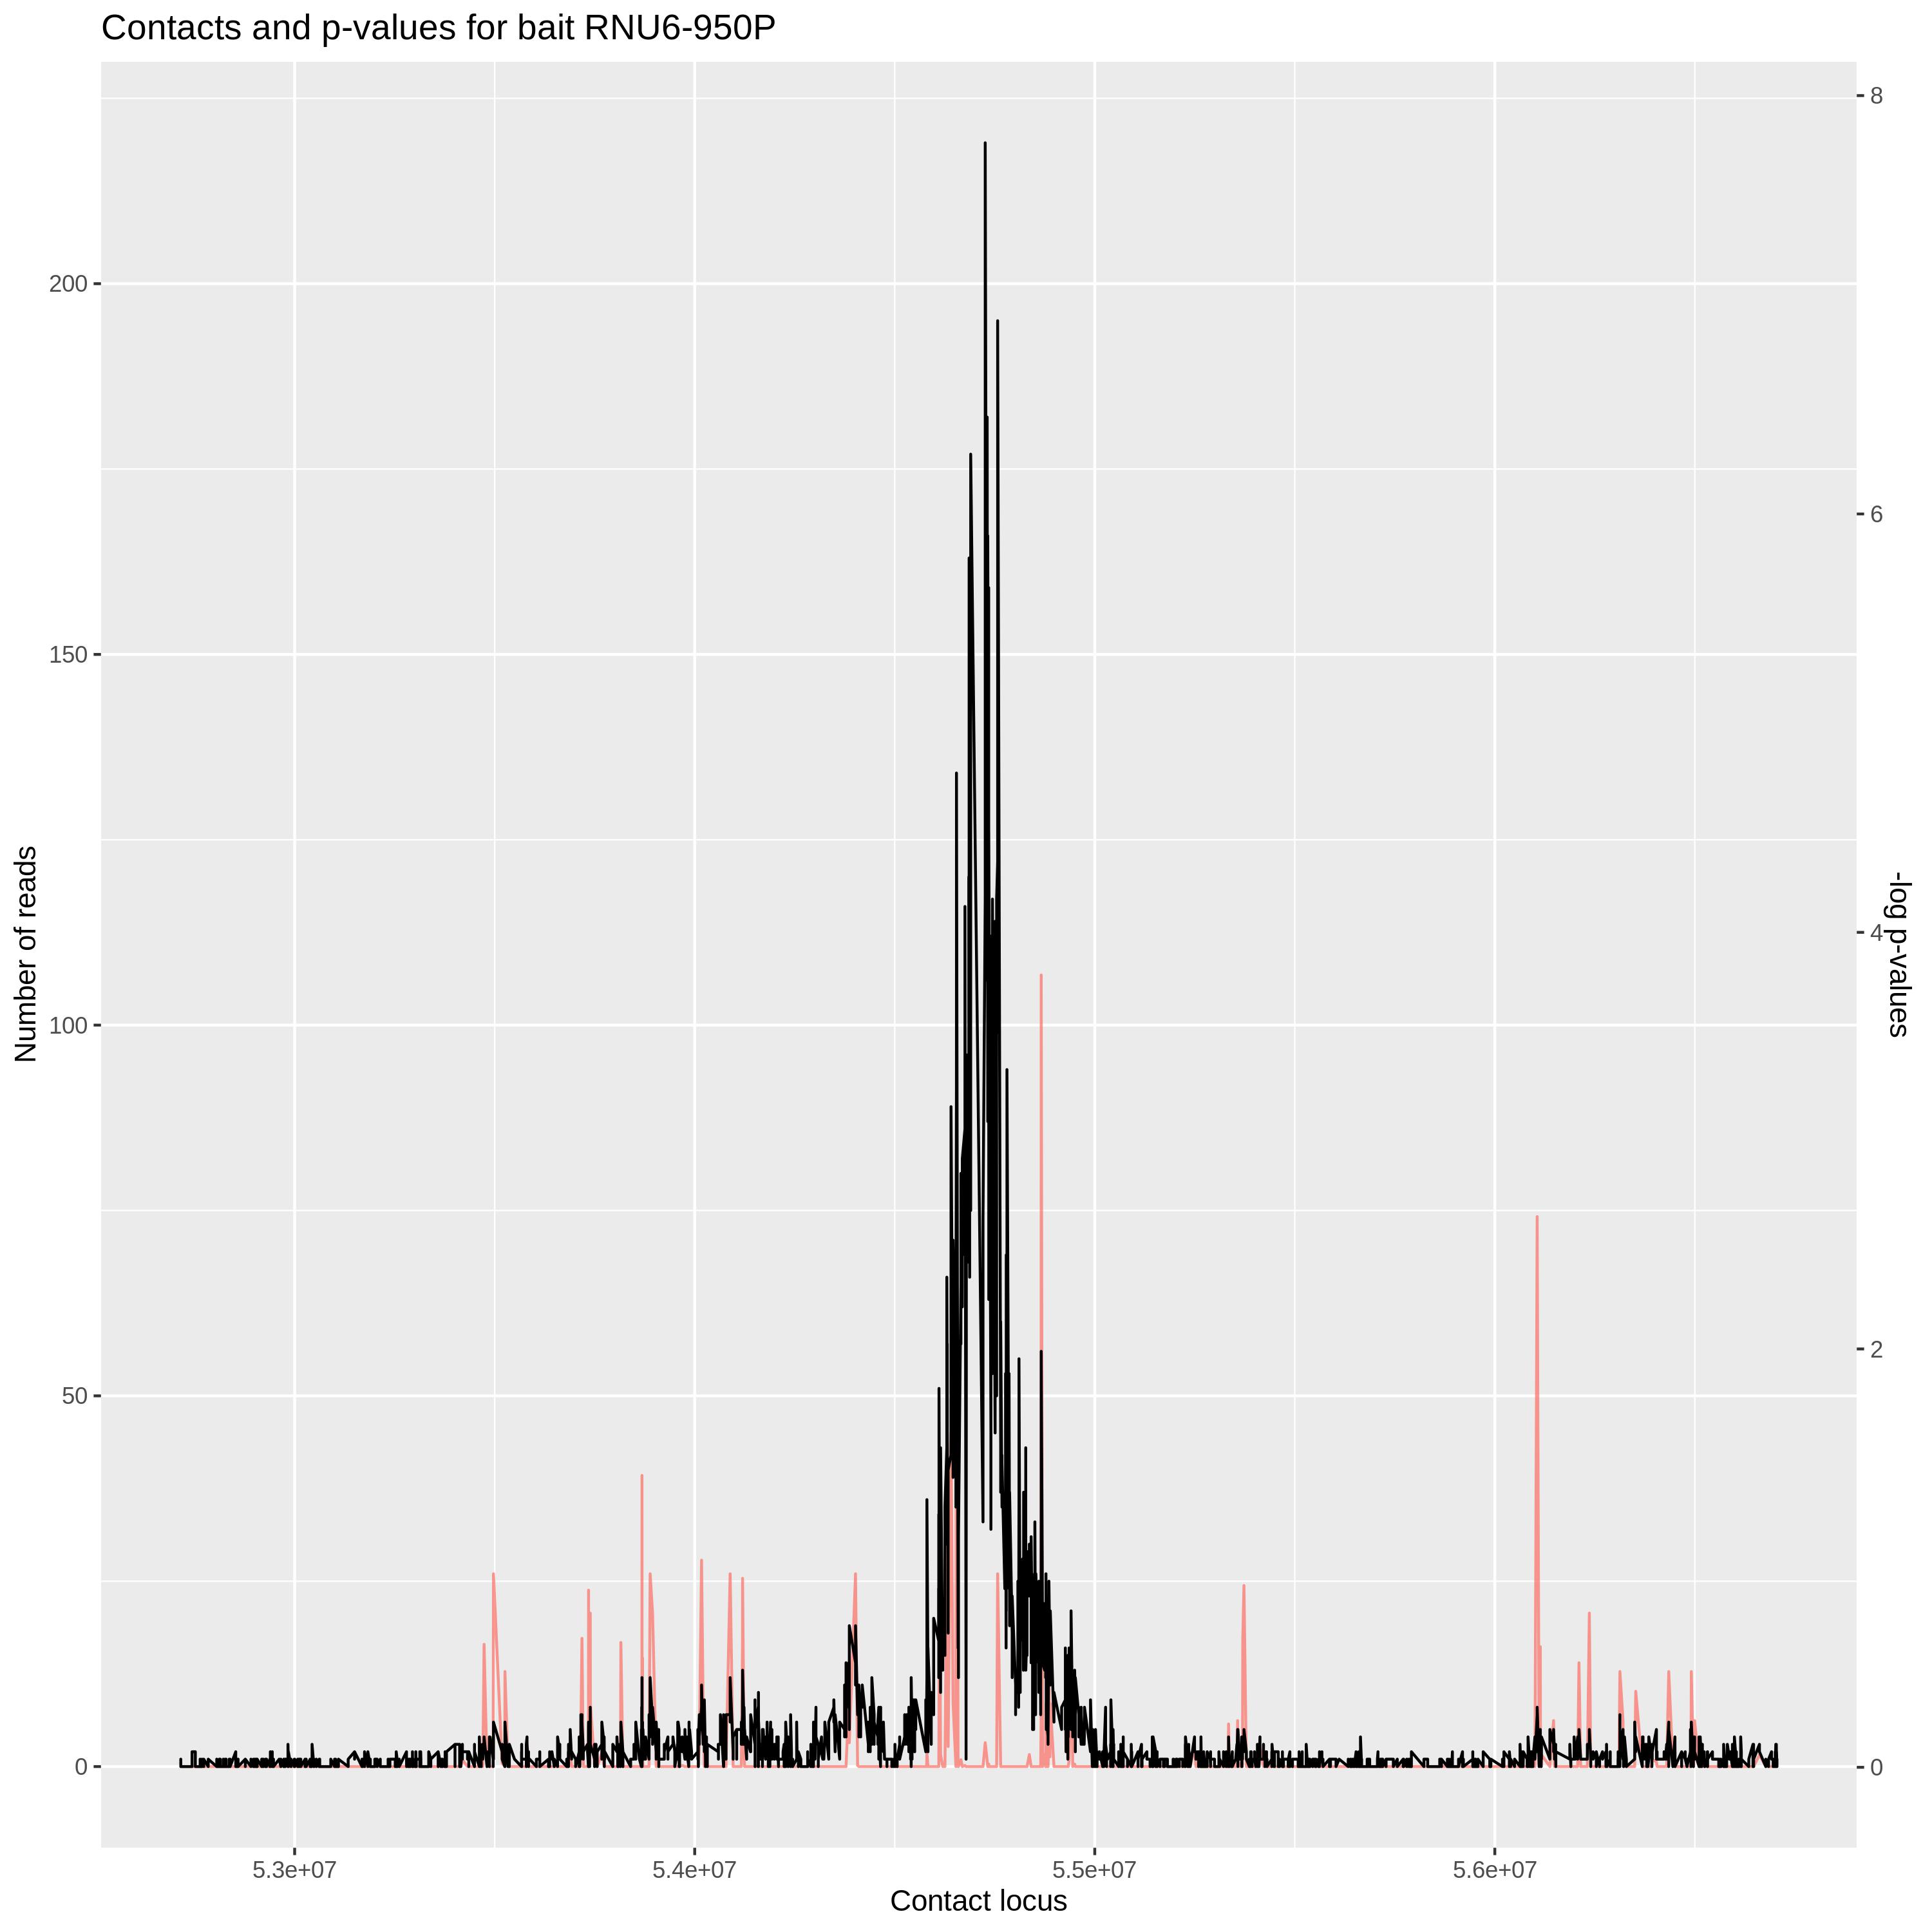 Contacts and p-values for bait RNU6-950P
Number of reads
200
150
100
50
0
8
6
4
2
0
-log p-values
5.3e+07 5.4e+07 5.5e+07 5.6e+07
Contact locus